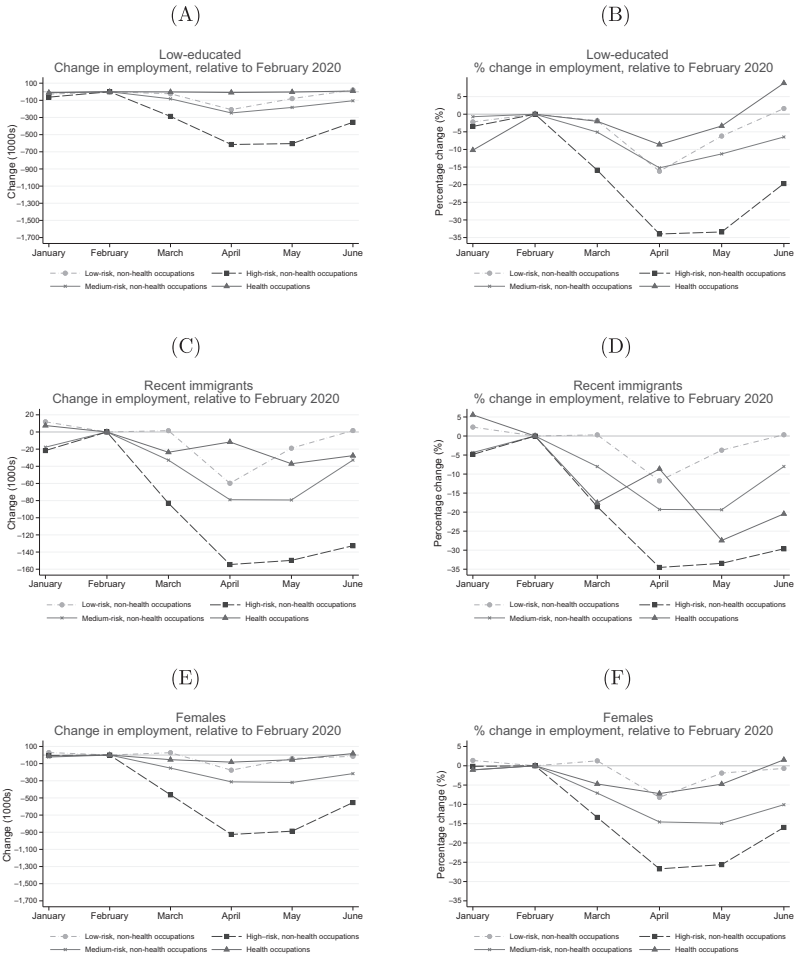 (A)
Low-educated
Change in employment, relative to February 2020
Change (1000s)
100
−100
−300
−500
−700
−900
−1,100
−1,300
−1,500
−1,700
January February March April May June
Low-risk, non-health occupations High-risk, non-health occupations
Medium-risk, non-health occupations Health occupations
(B)
Low-educated
% change in employment, relative to February 2020
Percentage change (%)
5
0
−5
−10
−15
−20
−25
−30
−35
January February March April May June
Low-risk, non-health occupations High-risk, non-health occupations
Medium-risk, non-health occupations Health occupations
(C)
Recent immigrants
Change in employment, relative to February 2020
Change (1000s)
20
0
−20
−40
−60
−80
−100
−120
−140
−160
January February March April May June
Low-risk, non-health occupations High-risk, non-health occupations
Medium-risk, non-health occupations Health occupations
(D)
Recent immigrants
% change in employment, relative to February 2020
Percentage change (%)
5
0
−5
−10
−15
−20
−25
−30
−35
January February March April May June
Low-risk, non-health occupations High-risk, non-health occupations
Medium-risk, non-health occupations Health occupations
(E)
Females
Change in employment, relative to February 2020
Change (1000s)
100
−100
−300
−500
−700
−900
−1,100
−1,300
−1,500
−1,700
January February March April May June
Low-risk, non-health occupations High–risk, non-health occupations
Medium-risk, non-health occupations Health occupations
(F)
Females
% change in employment, relative to February 2020
Percentage change (%)
5
0
−5
−10
−15
−20
−25
−30
−35
January February March April May June
Low-risk, non-health occupations High-risk, non-health occupations
Medium-risk, non-health occupations Health occupations